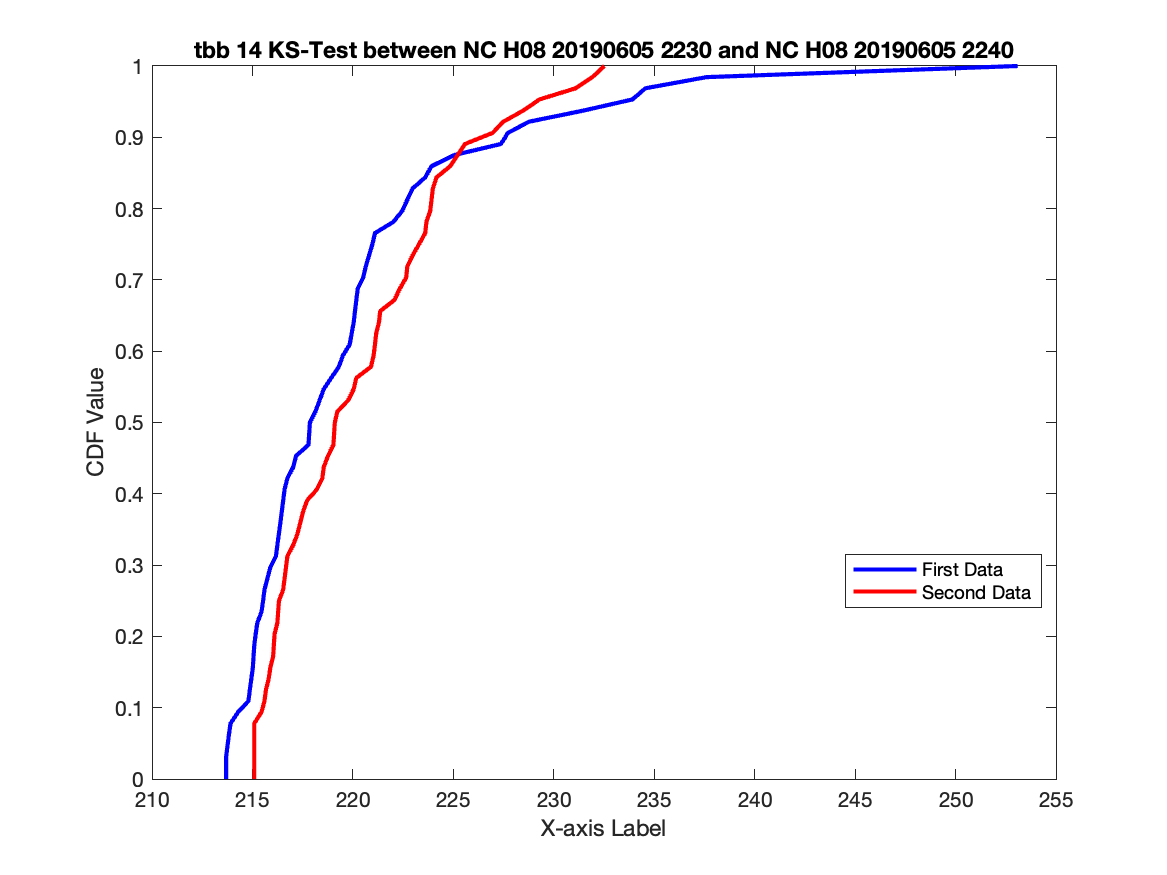 tbb 14 KS-Test between NC H08 20190605 2230 and NC H08 20190605 2240
1
0.9
0.8
0.7
0.6
0.5
0.4
0.3
0.2
0.1
0
CDF Value
First Data
Second Data
210 215 220 225 230 235 240 245 250 255
X-axis Label